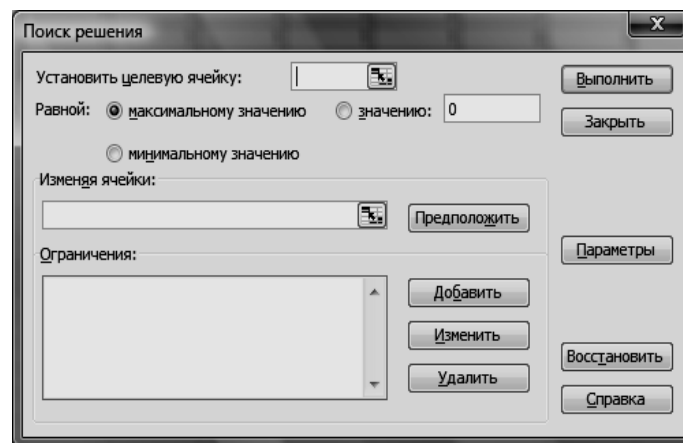 Поиск решения
Установить целевую ячейку:
Выполнить
Равной: максимальному значению значению: 0
Закрыть
минимальному значению
Изменяя ячейки:
Предположить
Параметры
Ограничения:
Добавить
Изменить
Восстановить
Удалить
Справка